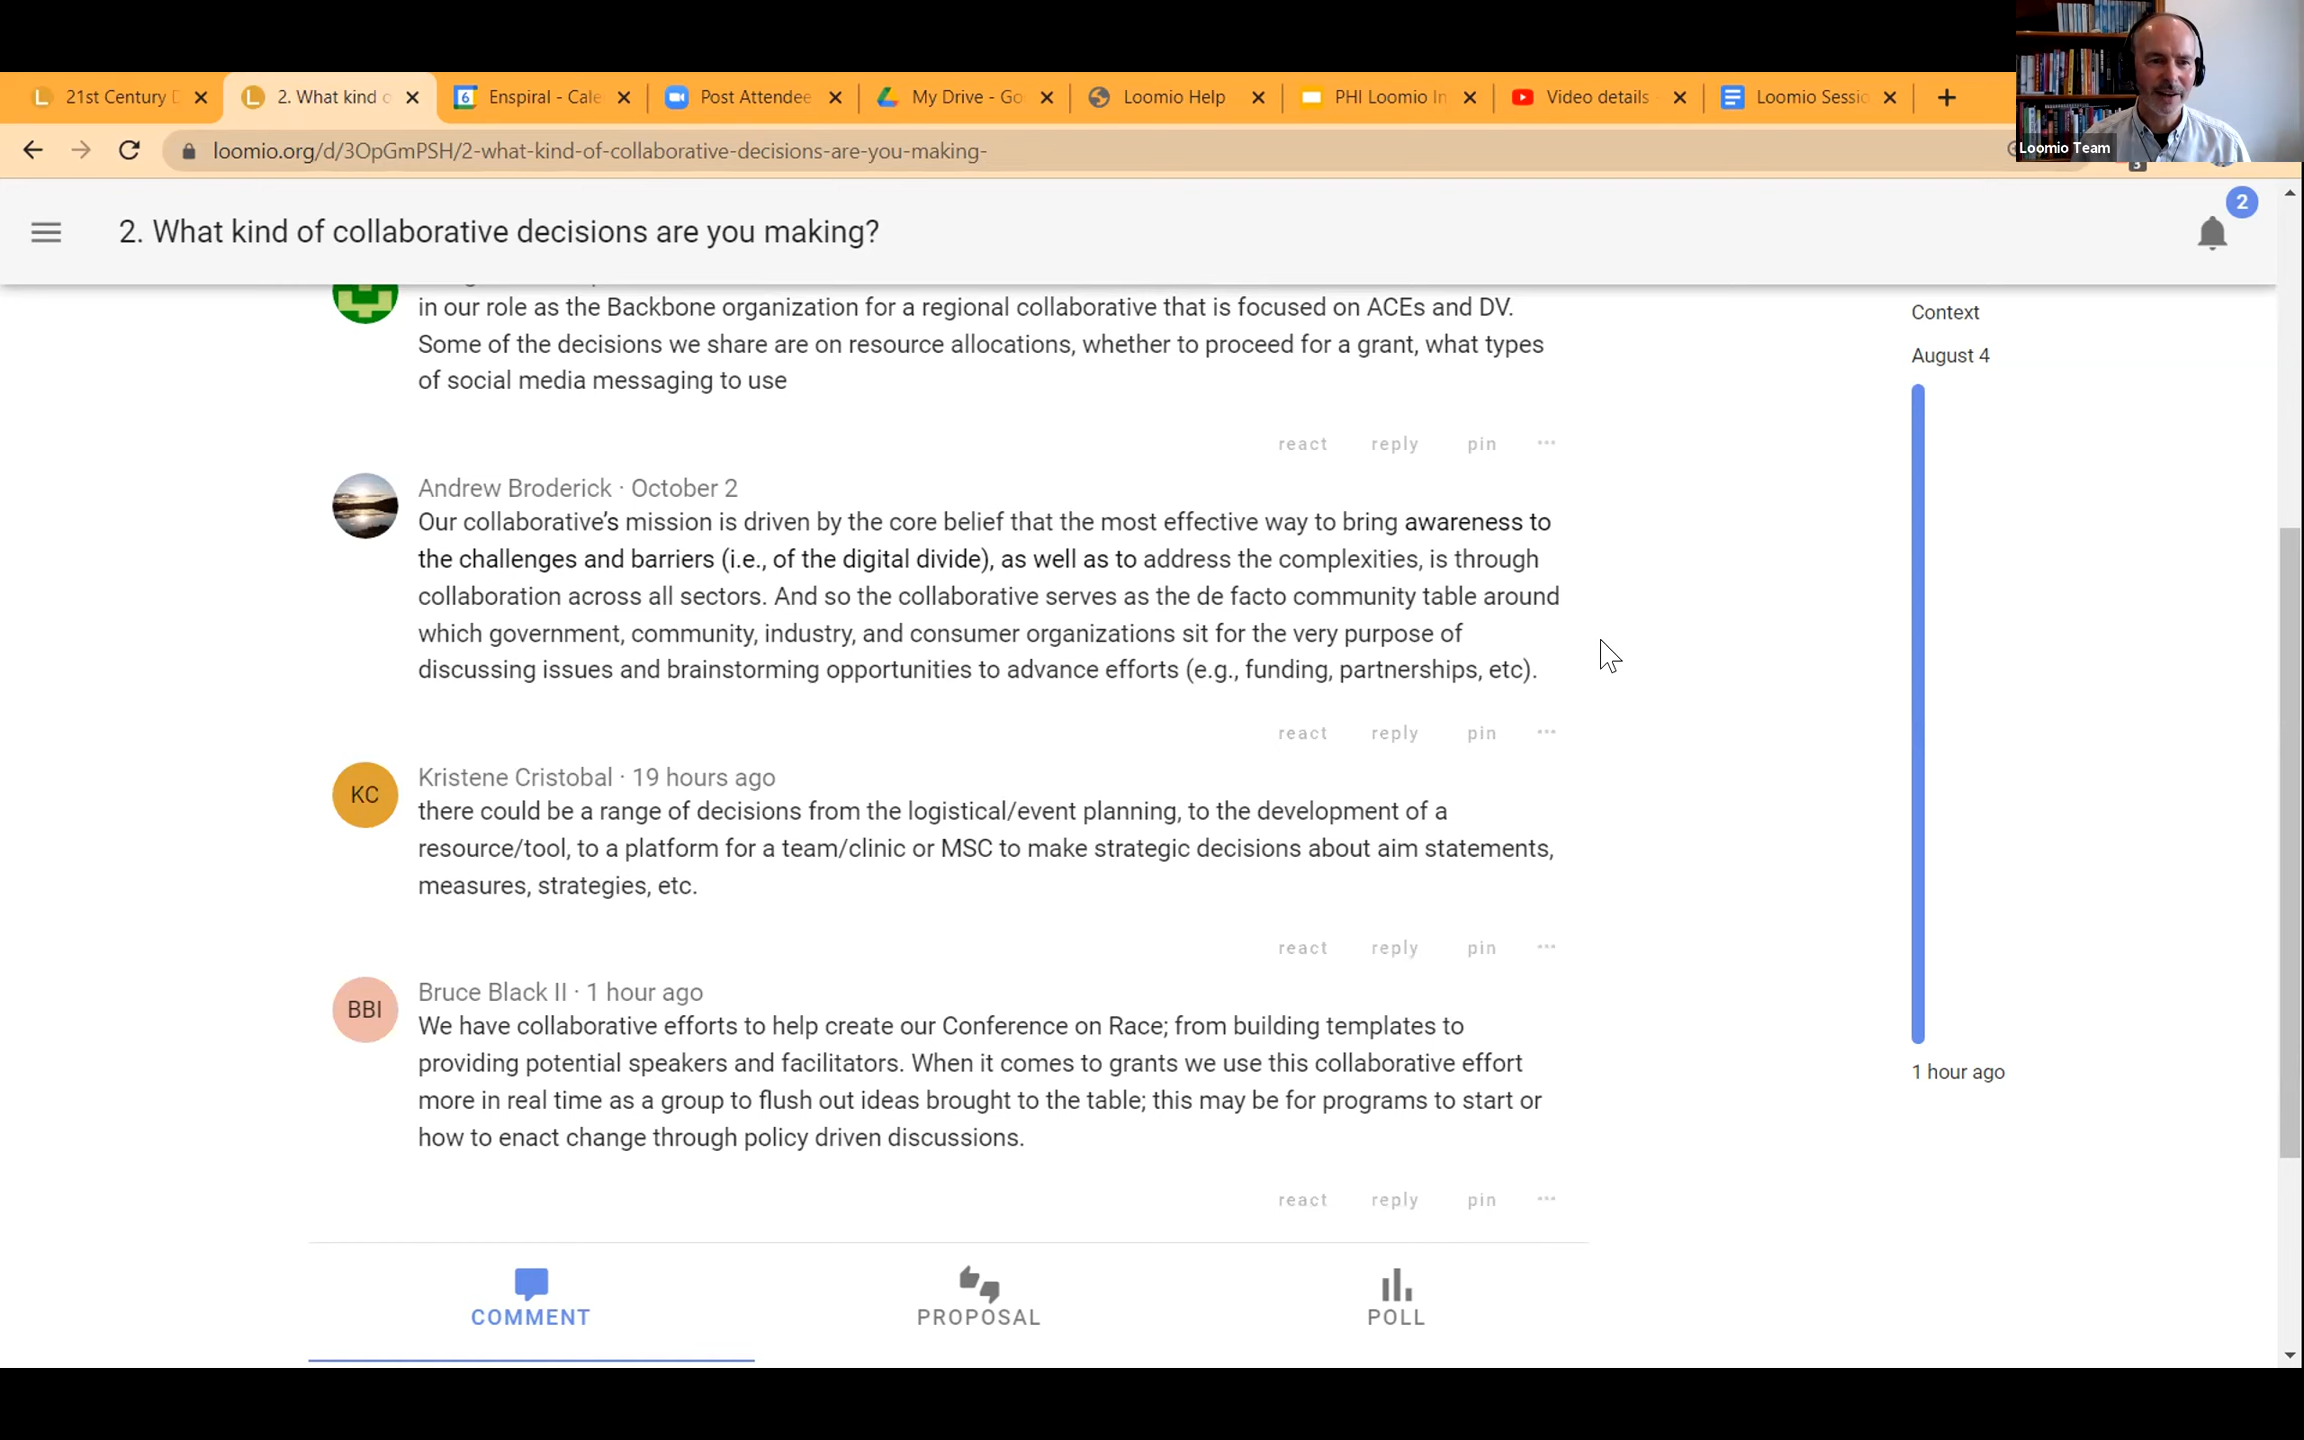 21st Century
2. What kind
6
Enspiral - Cale
Post Attendee
My Drive - Go
Loomio Help
PHI Loomio In
Video details
Loomio Sessio
Loomio Team
3
loomio.org/d/3OpGmPSH/2-what-kind-of-collaborative-decisions-are-you-making-
2. What kind of collaborative decisions are you making?
2
in our role as the Backbone organization for a regional collaborative that is focused on ACEs and DV.
Some of the decisions we share are on resource allocations, whether to proceed for a grant, what types
of social media messaging to use
react reply pin ...
Andrew Broderick · October 2
Our collaborative’s mission is driven by the core belief that the most effective way to bring awareness to
the challenges and barriers (i.e., of the digital divide), as well as to address the complexities, is through
collaboration across all sectors. And so the collaborative serves as the de facto community table around
which government, community, industry, and consumer organizations sit for the very purpose of
discussing issues and brainstorming opportunities to advance efforts (e.g., funding, partnerships, etc).
react reply pin ...
KC
Kristene Cristobal · 19 hours ago
there could be a range of decisions from the logistical/event planning, to the development of a
resource/tool, to a platform for a team/clinic or MSC to make strategic decisions about aim statements,
measures, strategies, etc.
react reply pin ...
BBI
Bruce Black II · 1 hour ago
We have collaborative efforts to help create our Conference on Race; from building templates to
providing potential speakers and facilitators. When it comes to grants we use this collaborative effort
more in real time as a group to flush out ideas brought to the table; this may be for programs to start or
how to enact change through policy driven discussions.
react reply pin ...
COMMENT
PROPOSAL
POLL
Context
August 4
1 hour ago